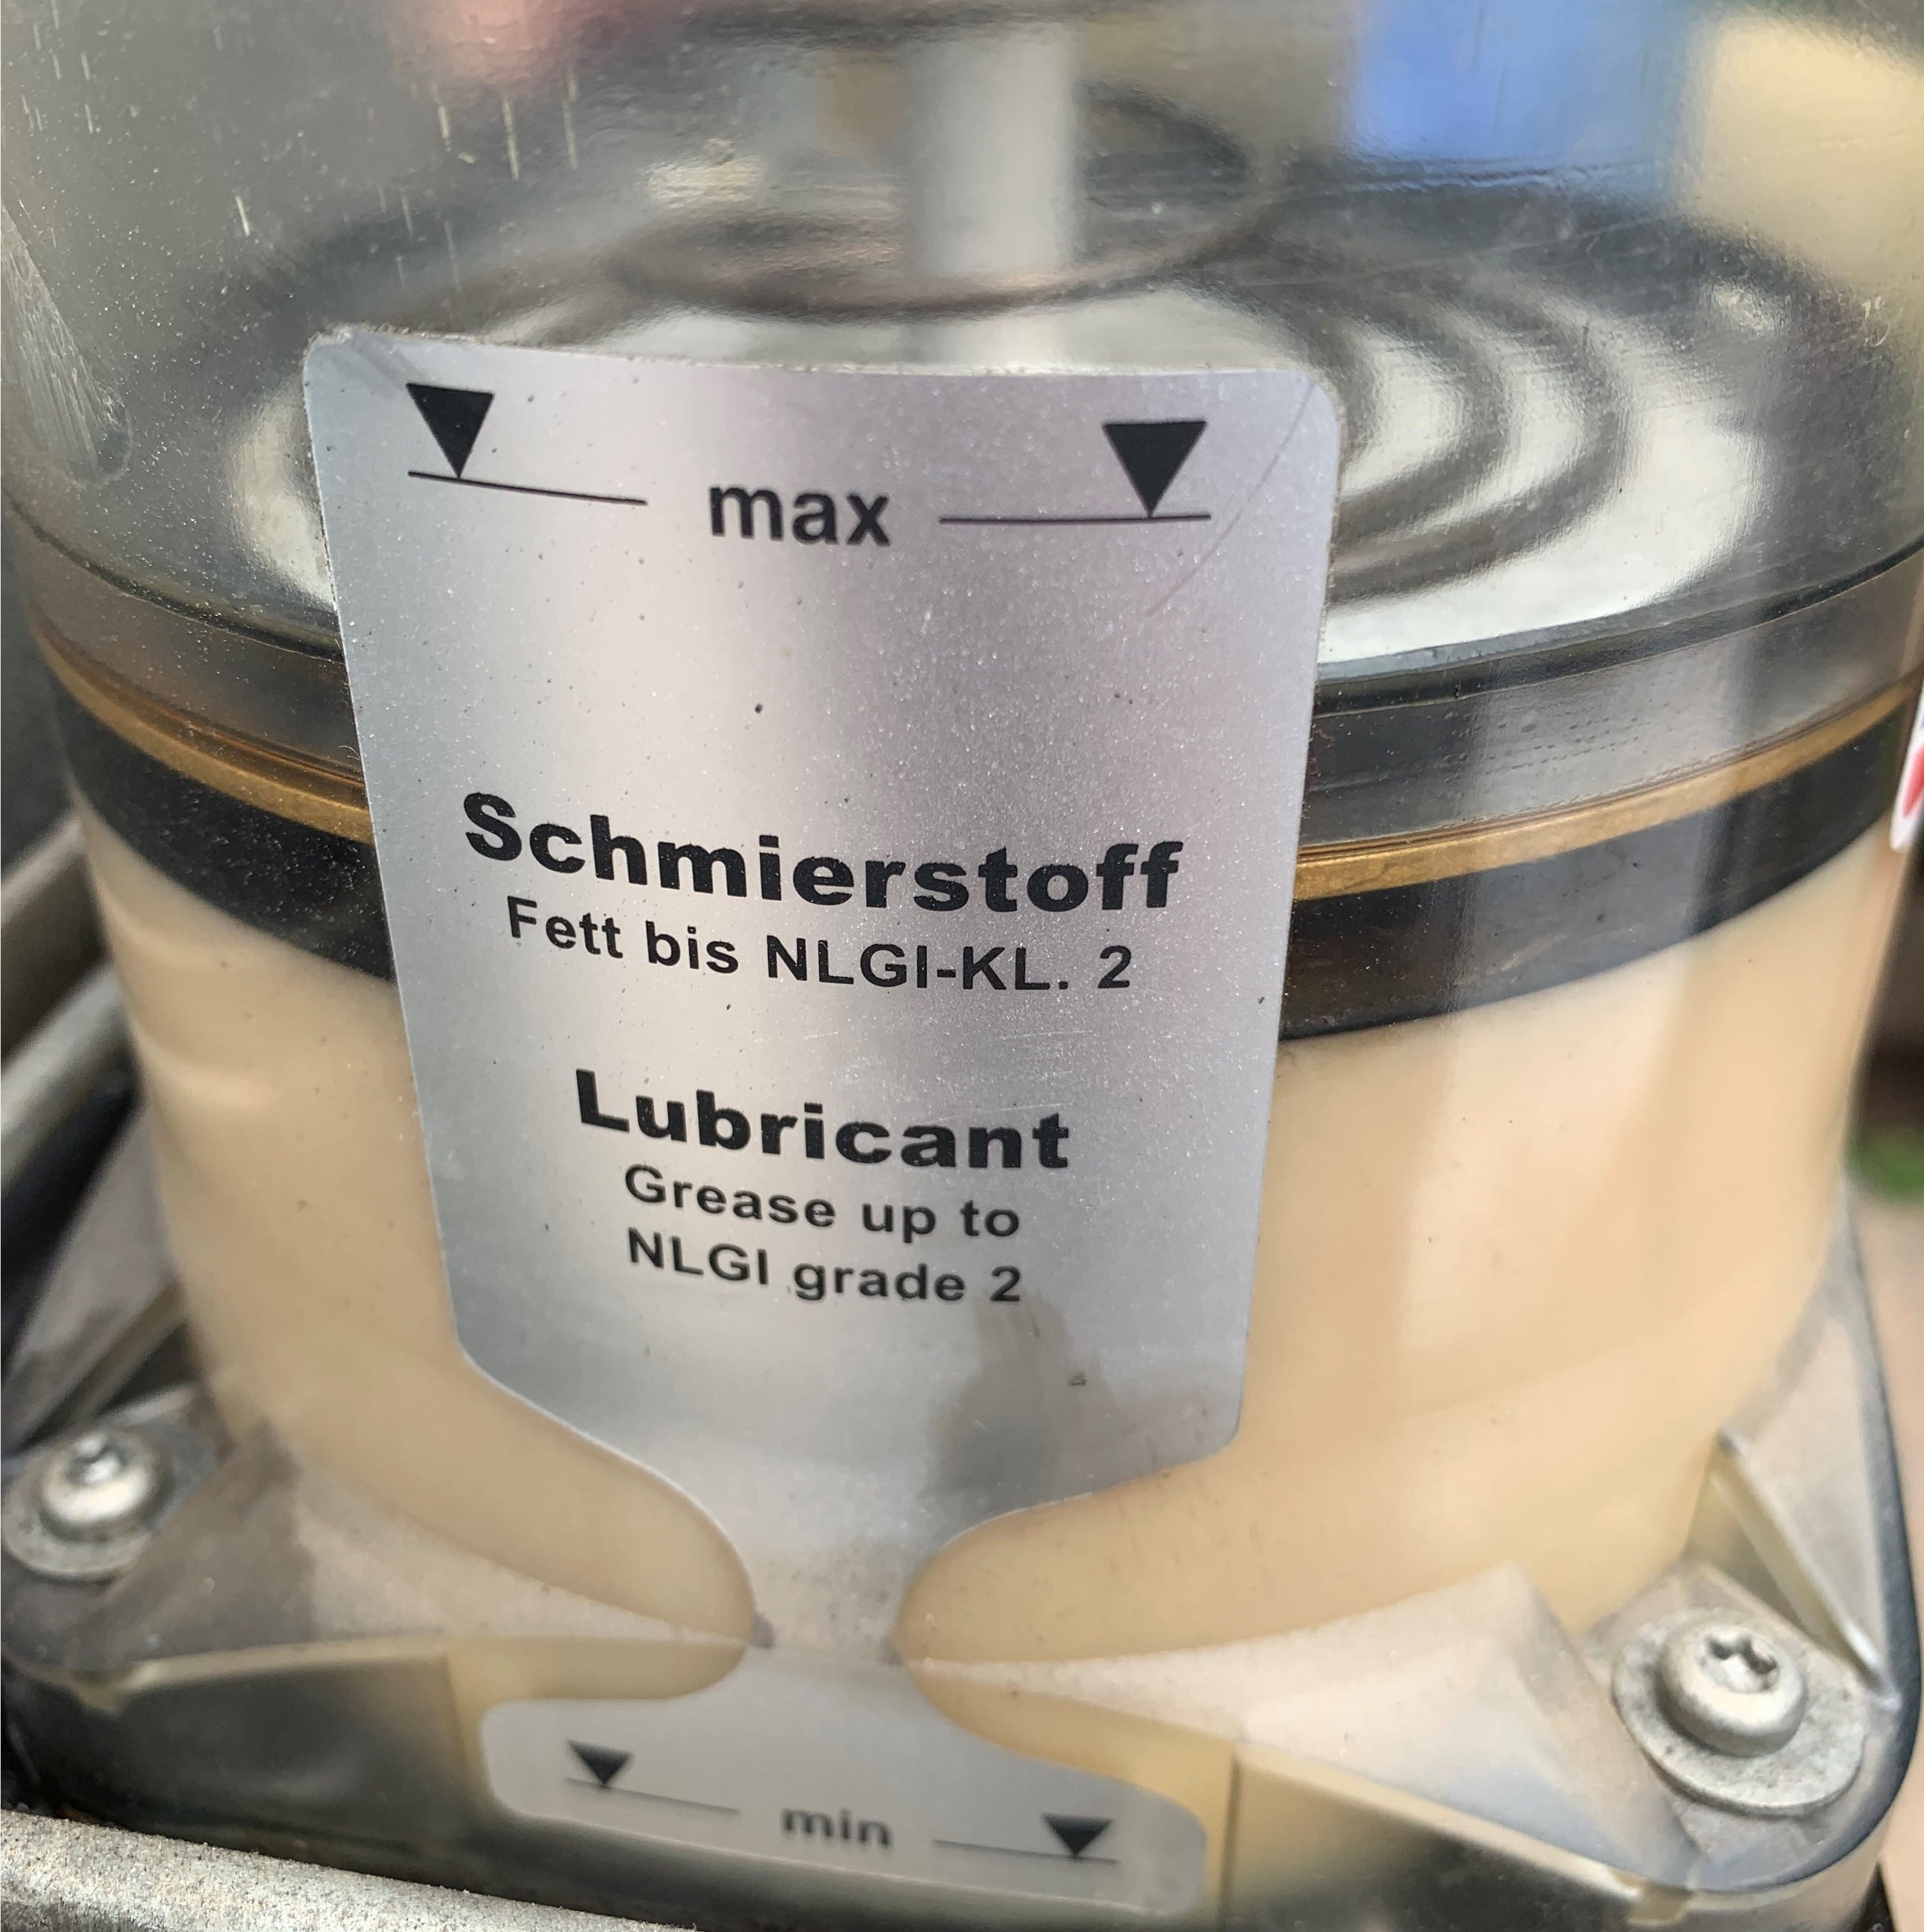 max
Schmierstoff
Fett bis NLGI-KL. 2
Lubricant
Grease up to
NLGI grade 2
min